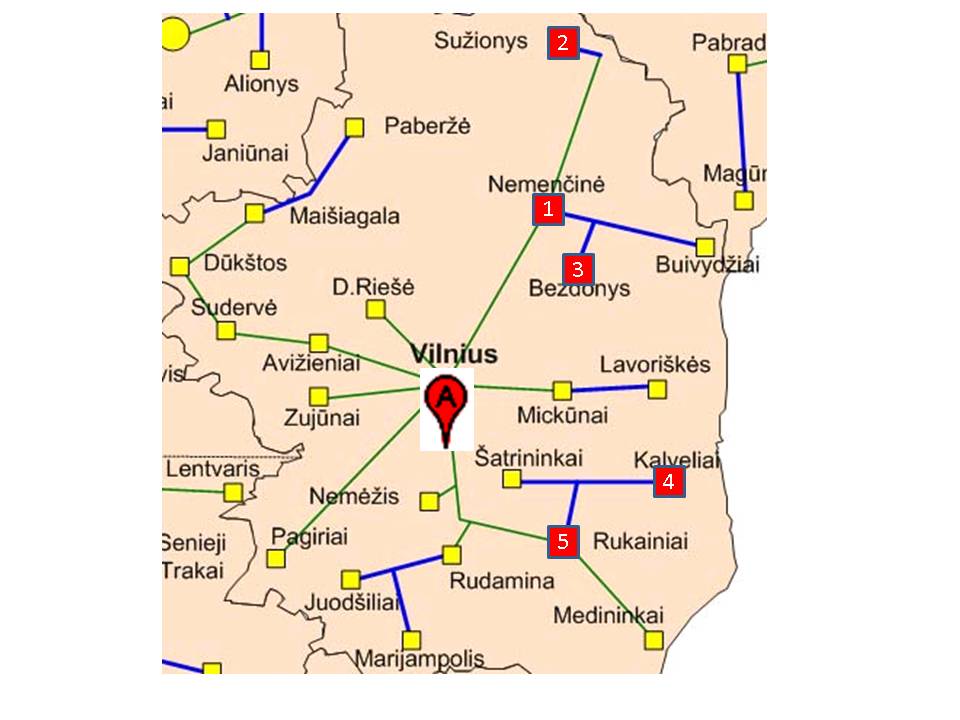 Sužionys
2
Pabrad
Alionys
ai
Paberžė
Janiūnai
Magūr
Nemenčinė
1
Maišiagala
Dūkštos
3
Buivydžiai
Bezdonys
D.Riešė
Sudervė
Vilnius
Avižieniai
Lavoriškės
vis
A
Zujūnai
Mickūnai
Šatrininkai
Kalveliai
Lentvaris
4
Nemėžis
Pagiriai
5
Rukainiai
Senieji
Trakai
Rudamina
Juodšiliai
Medininkai
Marijampolis